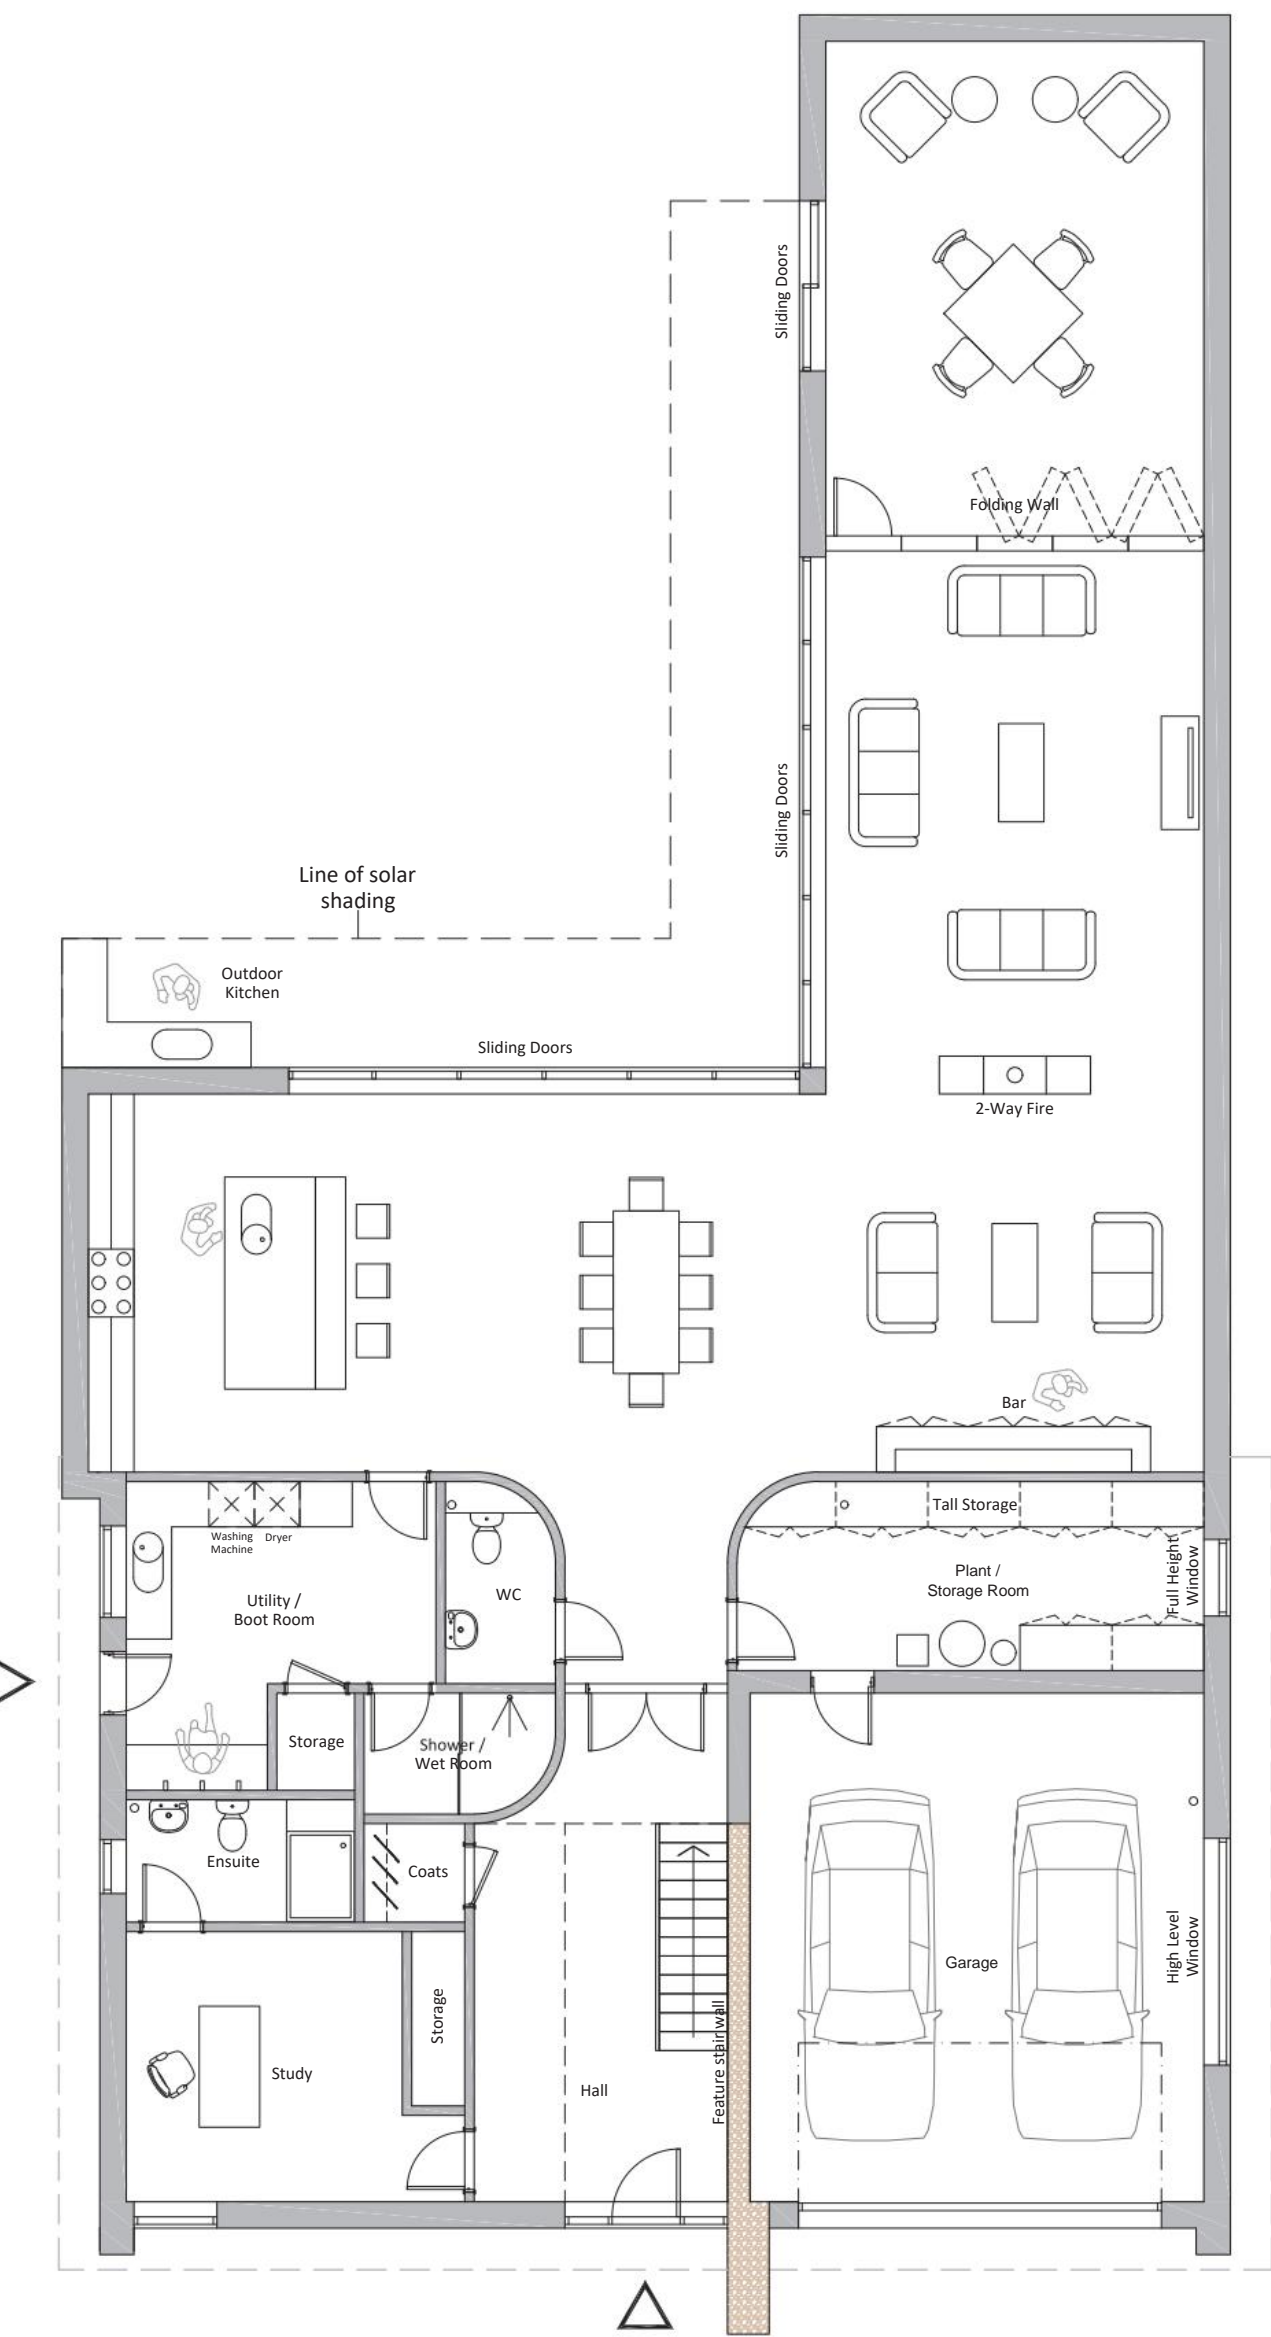 Sliding Doors
Folding Wall
Sliding Doors
Line of solar
shading
Outdoor
Kitchen
Sliding Doors
2-Way Fire
Bar
Tall Storage
Washing
Machine
Dryer
Full Height
Window
Plant /
Storage Room
Utility /
Boot Room
WC
Storage
Shower /
Wet Room
Ensuite
Coats
High Level
Window
Garage
Storage
Feature stair wall
Study
Hall